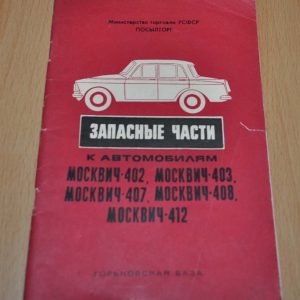 Министерство торговли РСФСР
ПОСЫЛТОРГ
ЗАПАСНЫЕ ЧАСТИ
К АВТОМОБИЛЯМ
МОСКВИЧ-402, МОСКВИЧ-403,
МОСКВИЧ-407, МОСКВИЧ-408,
МОСКВИЧ-412
ГОРЬКОВСКАЯ БАЗА